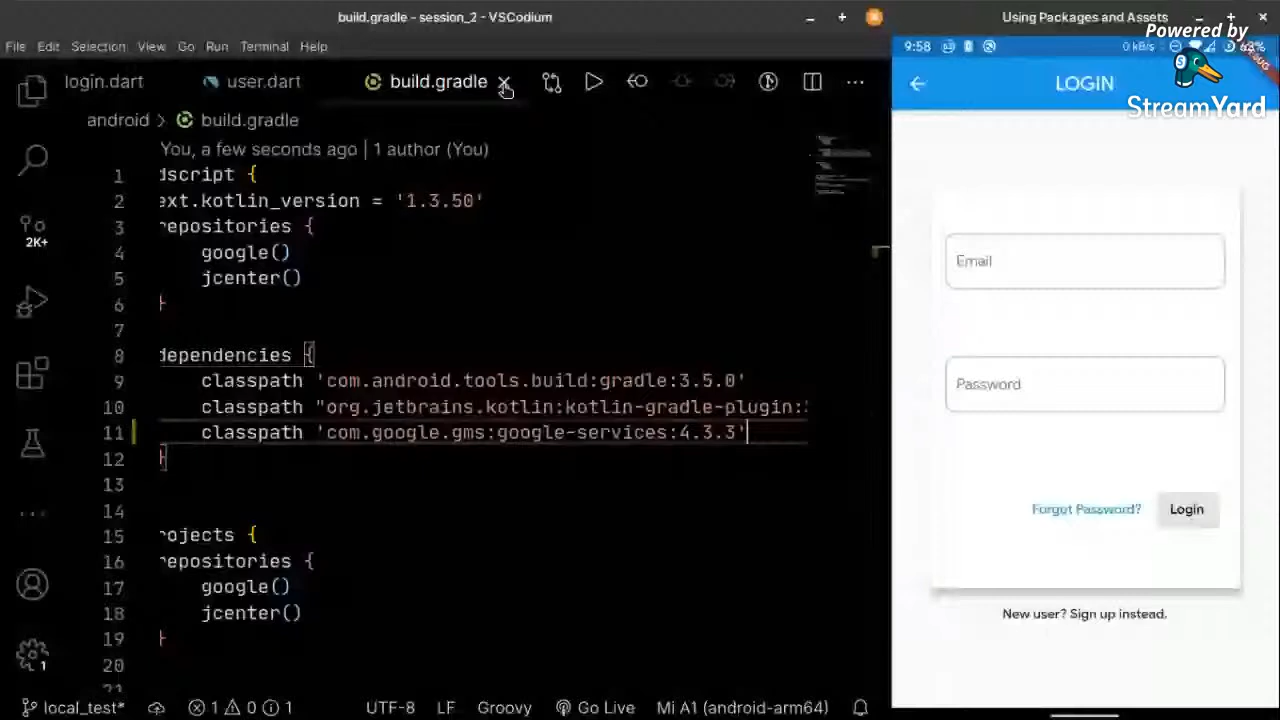 build.gradle - session_2 - VSCodium
Using Packages and Assets
File Edit Selection View Go Run Terminal Help
Powered by
StreamYard
9:58
0 kB/s
LOGIN
login.dart user.dart build.gradle
android > build.gradle
You, a few seconds ago | 1 author (You)
1 dscript {
2 ext.kotlin_version = '1.3.50'
3 repositories {
4 google()
5 jcenter()
6 }
7
8 dependencies {
9 classpath 'com.android.tools.build:gradle:3.5.0'
10 classpath "org.jetbrains.kotlin:kotlin-gradle-plugin:
11 classpath 'com.google.gms:google-services:4.3.3'
12 }
13
14
15 rojects {
16 repositories {
17 google()
18 jcenter()
19 }
20
21
2K+
1
Email
Password
Forgot Password? Login
New user? Sign up instead.
local_test* 1 0 1 UTF-8 LF Groovy Go Live Mi A1 (android-arm64)